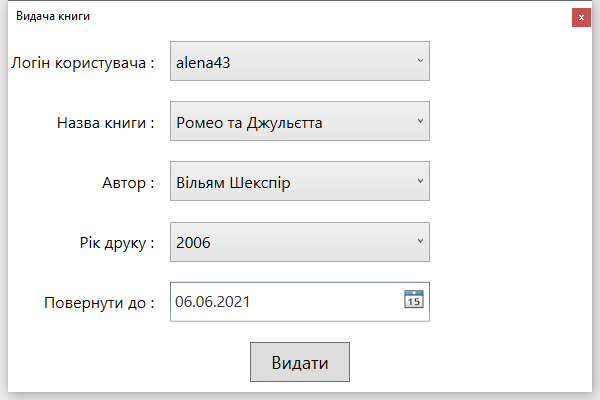 Видача книги
x
Логін користувача : alena43
Назва книги : Ромео та Джульєтта
Автор : Вільям Шекспір
Рік друку : 2006
Повернути до : 06.06.2021 15
Видати